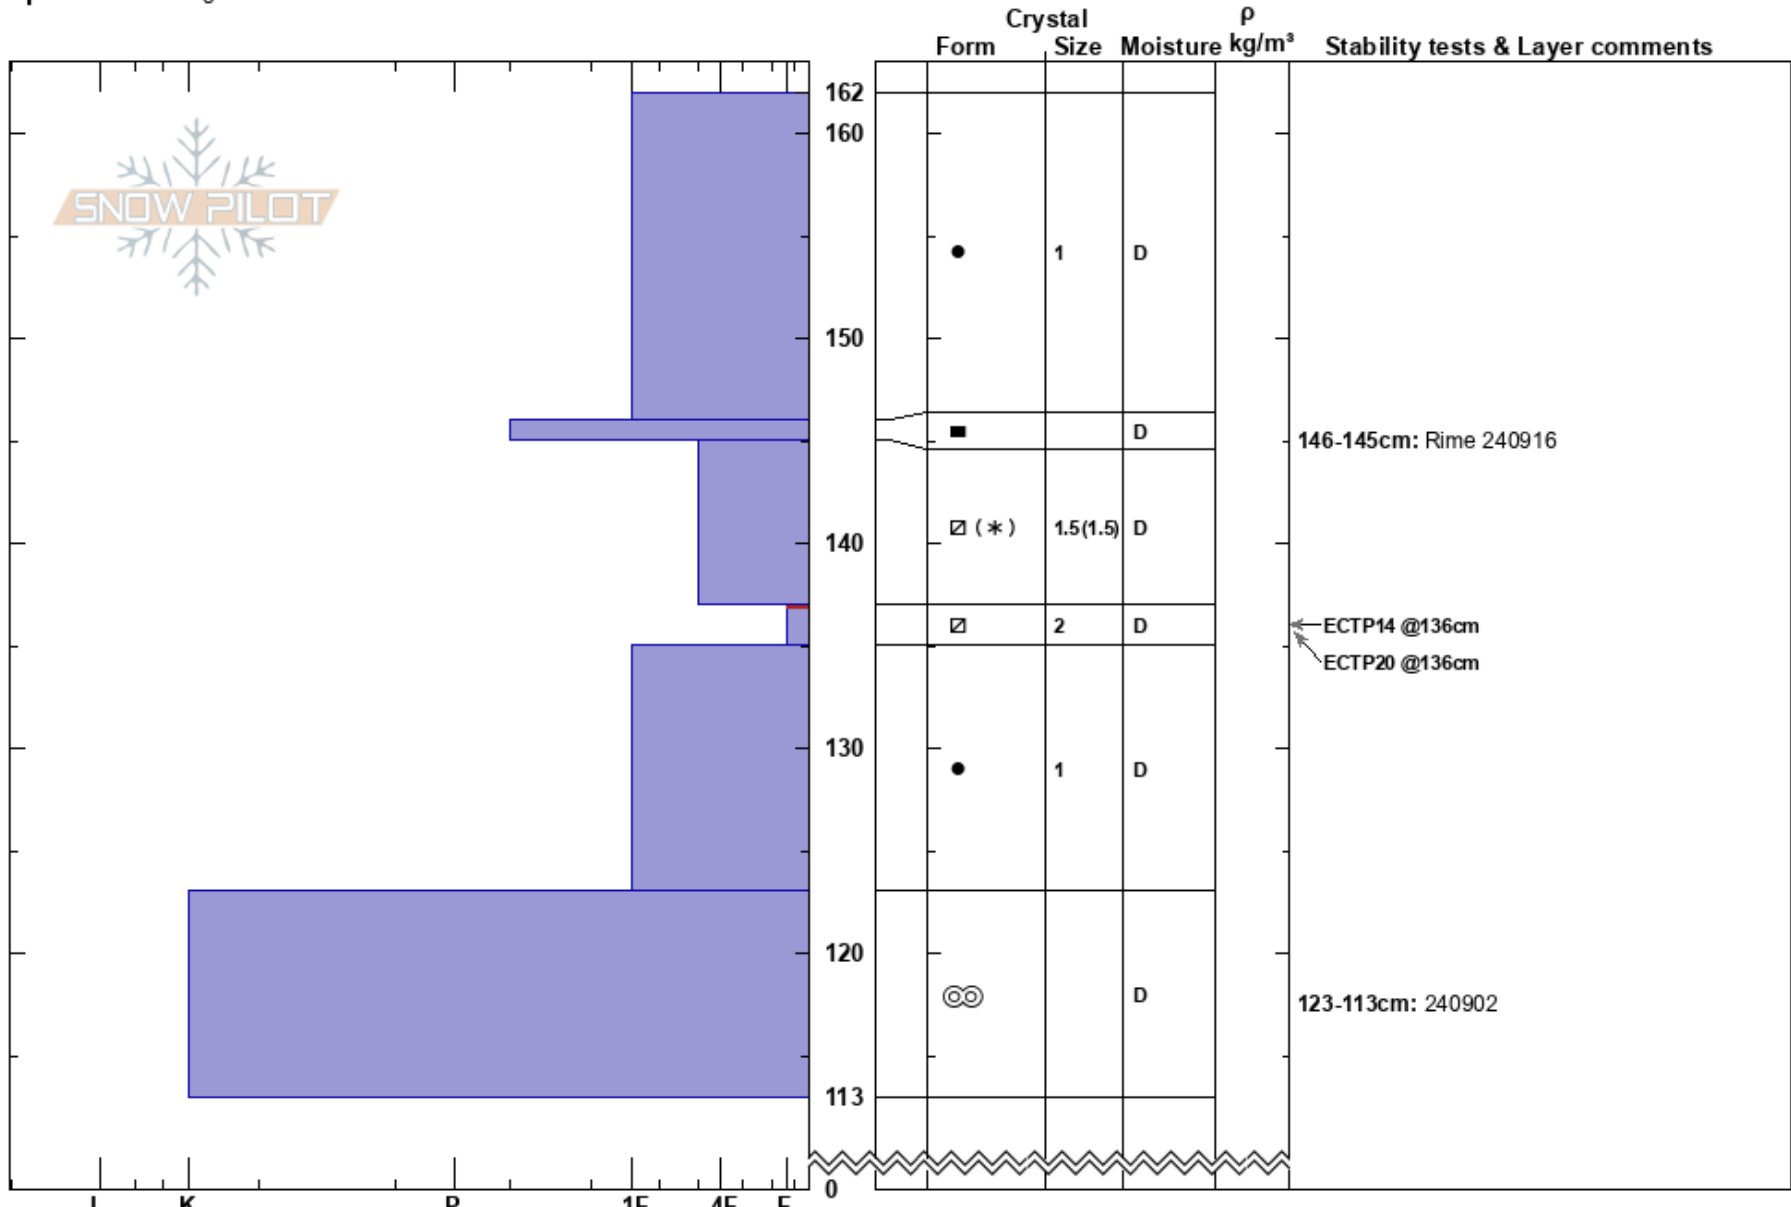 Crystal
ρ
Form Size Moisture kg/m³ Stability tests & Layer comments
162
160
SNOW PILOT
1 D
150
D
146-145cm: Rime 240916
(*) 1.5(1.5) D
140
2 D
ECTP14 @136cm
ECTP20 @136cm
130
1 D
120
D
123-113cm: 240902
113
0
I K P 1F 4F F